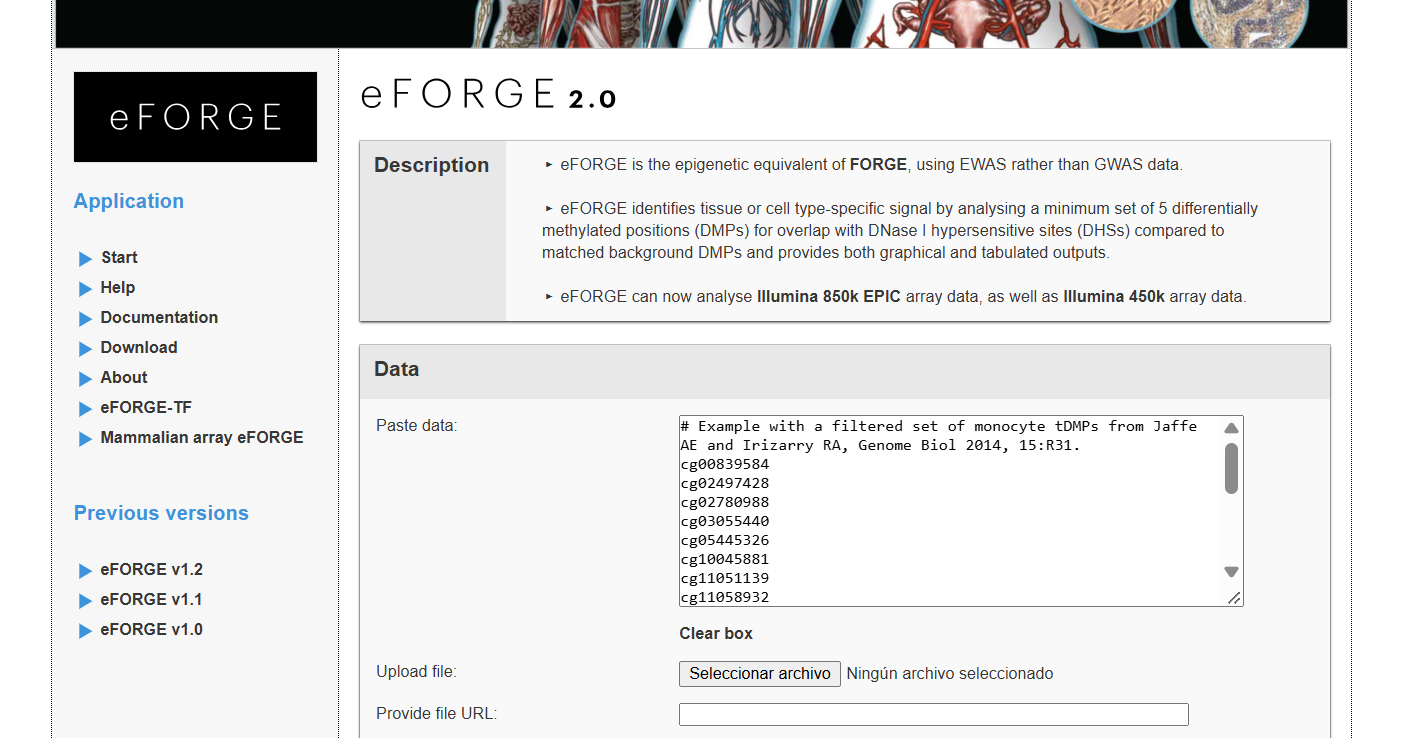 eFORGE
Application
Start
Help
Documentation
Download
About
eFORGE-TF
Mammalian array eFORGE
Previous versions
eFORGE v1.2
eFORGE v1.1
eFORGE v1.0
eFORGE 2.0
Description
► eFORGE is the epigenetic equivalent of FORGE, using EWAS rather than GWAS data.
► eFORGE identifies tissue or cell type-specific signal by analysing a minimum set of 5 differentially
methylated positions (DMPs) for overlap with DNase I hypersensitive sites (DHSs) compared to
matched background DMPs and provides both graphical and tabulated outputs.
► eFORGE can now analyse Illumina 850k EPIC array data, as well as Illumina 450k array data.
Data
Paste data:
# Example with a filtered set of monocyte tDMPs from Jaffe
AE and Irizarry RA, Genome Biol 2014, 15:R31.
cg00839584
cg02497428
cg02780988
cg03055440
cg05445326
cg10045881
cg11051139
cg11058932
Clear box
Upload file:
Seleccionar archivo Ningún archivo seleccionado
Provide file URL: